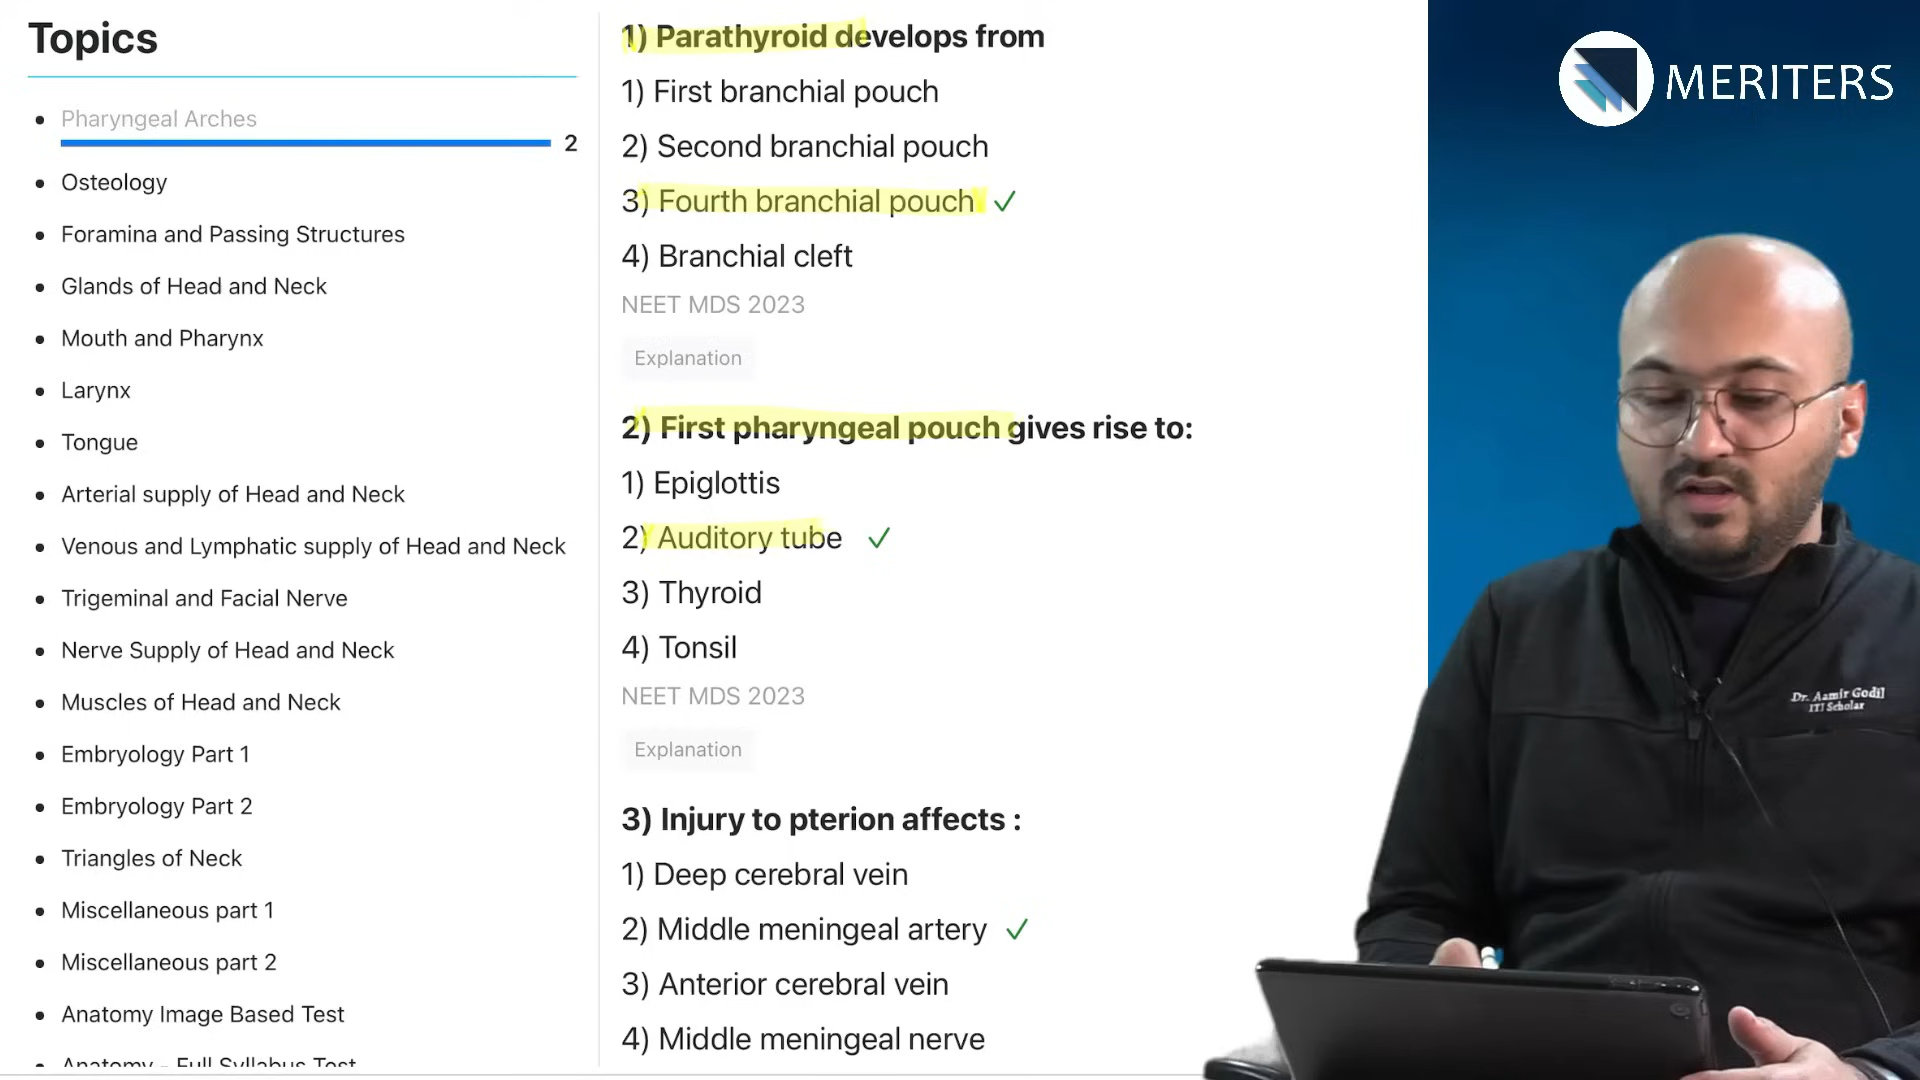 Topics
Pharyngeal Arches
2
Osteology
Foramina and Passing Structures
Glands of Head and Neck
Mouth and Pharynx
Larynx
Tongue
Arterial supply of Head and Neck
Venous and Lymphatic supply of Head and Neck
Trigeminal and Facial Nerve
Nerve Supply of Head and Neck
Muscles of Head and Neck
Embryology Part 1
Embryology Part 2
Triangles of Neck
Miscellaneous part 1
Miscellaneous part 2
Anatomy Image Based Test
Anatomy - Full Syllabus Test
1) Parathyroid develops from
1) First branchial pouch
2) Second branchial pouch
3) Fourth branchial pouch ✓
4) Branchial cleft
NEET MDS 2023
Explanation
2) First pharyngeal pouch gives rise to:
1) Epiglottis
2) Auditory tube ✓
3) Thyroid
4) Tonsil
NEET MDS 2023
Explanation
3) Injury to pterion affects :
1) Deep cerebral vein
2) Middle meningeal artery ✓
3) Anterior cerebral vein
4) Middle meningeal nerve
MERITERS
Dr. Aamir Godil
ITI Scholar